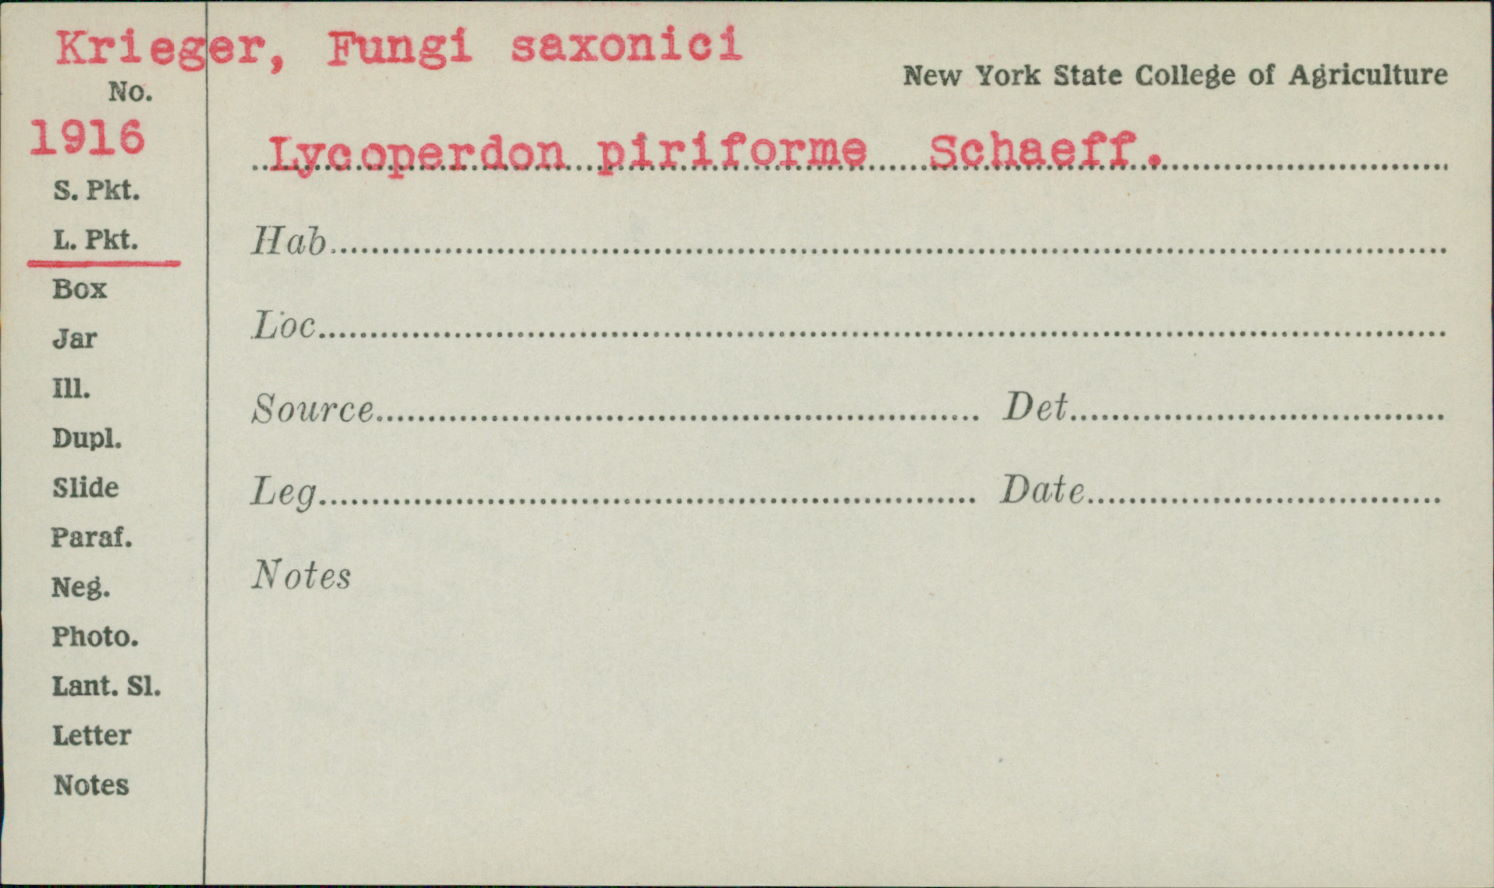 Krieger, Fungi saxonici
New York State College of Agriculture
No.
1916
Lycoperdon piriforme Schaeff.
S. Pkt.
L. Pkt.
Hab
Box
Loc
Jar
Ill.
Source Det
Dupl.
Slide
Leg Date
Paraf.
Neg.
Notes
Photo.
Lant. Sl.
Letter
Notes